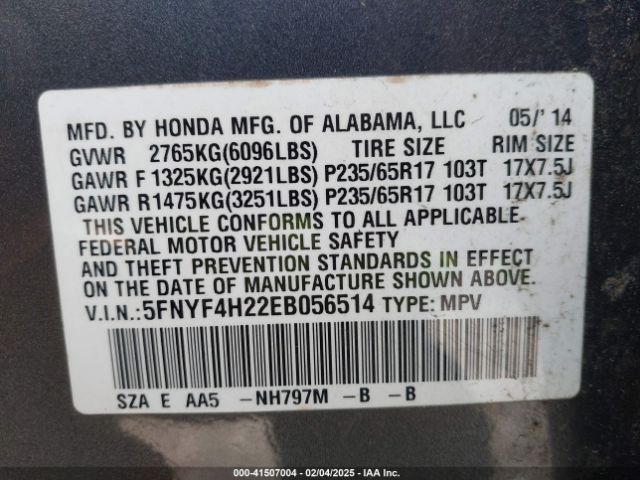 MFD. BY HONDA MFG. OF ALABAMA, LLC 05/'14
GVWR 2765KG(6096LBS) TIRE SIZE RIM SIZE
GAWR F 1325KG(2921LBS) P235/65R17 103T 17X7.5J
GAWR R 1475KG(3251LBS) P235/65R17 103T 17X7.5J
THIS VEHICLE CONFORMS TO ALL APPLICABLE
FEDERAL MOTOR VEHICLE SAFETY
AND THEFT PREVENTION STANDARDS IN EFFECT
ON THE DATE OF MANUFACTURE SHOWN ABOVE.
V.I.N.:5FNYF4H22EB056514 TYPE: MPV
SZA E AA5 -NH797M -B -B
000-41507004 - 02/04/2025 - IAA Inc.